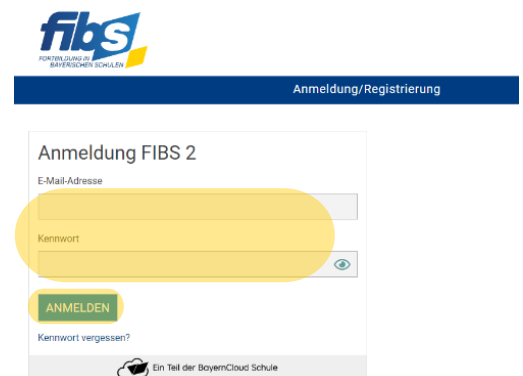 fibs
FORTBILDUNG IN
BAYERISCHEN SCHULEN
Anmeldung/Registrierung
Anmeldung FIBS 2
E-Mail-Adresse
Kennwort
ANMELDEN
Kennwort vergessen?
Ein Teil der BayernCloud Schule